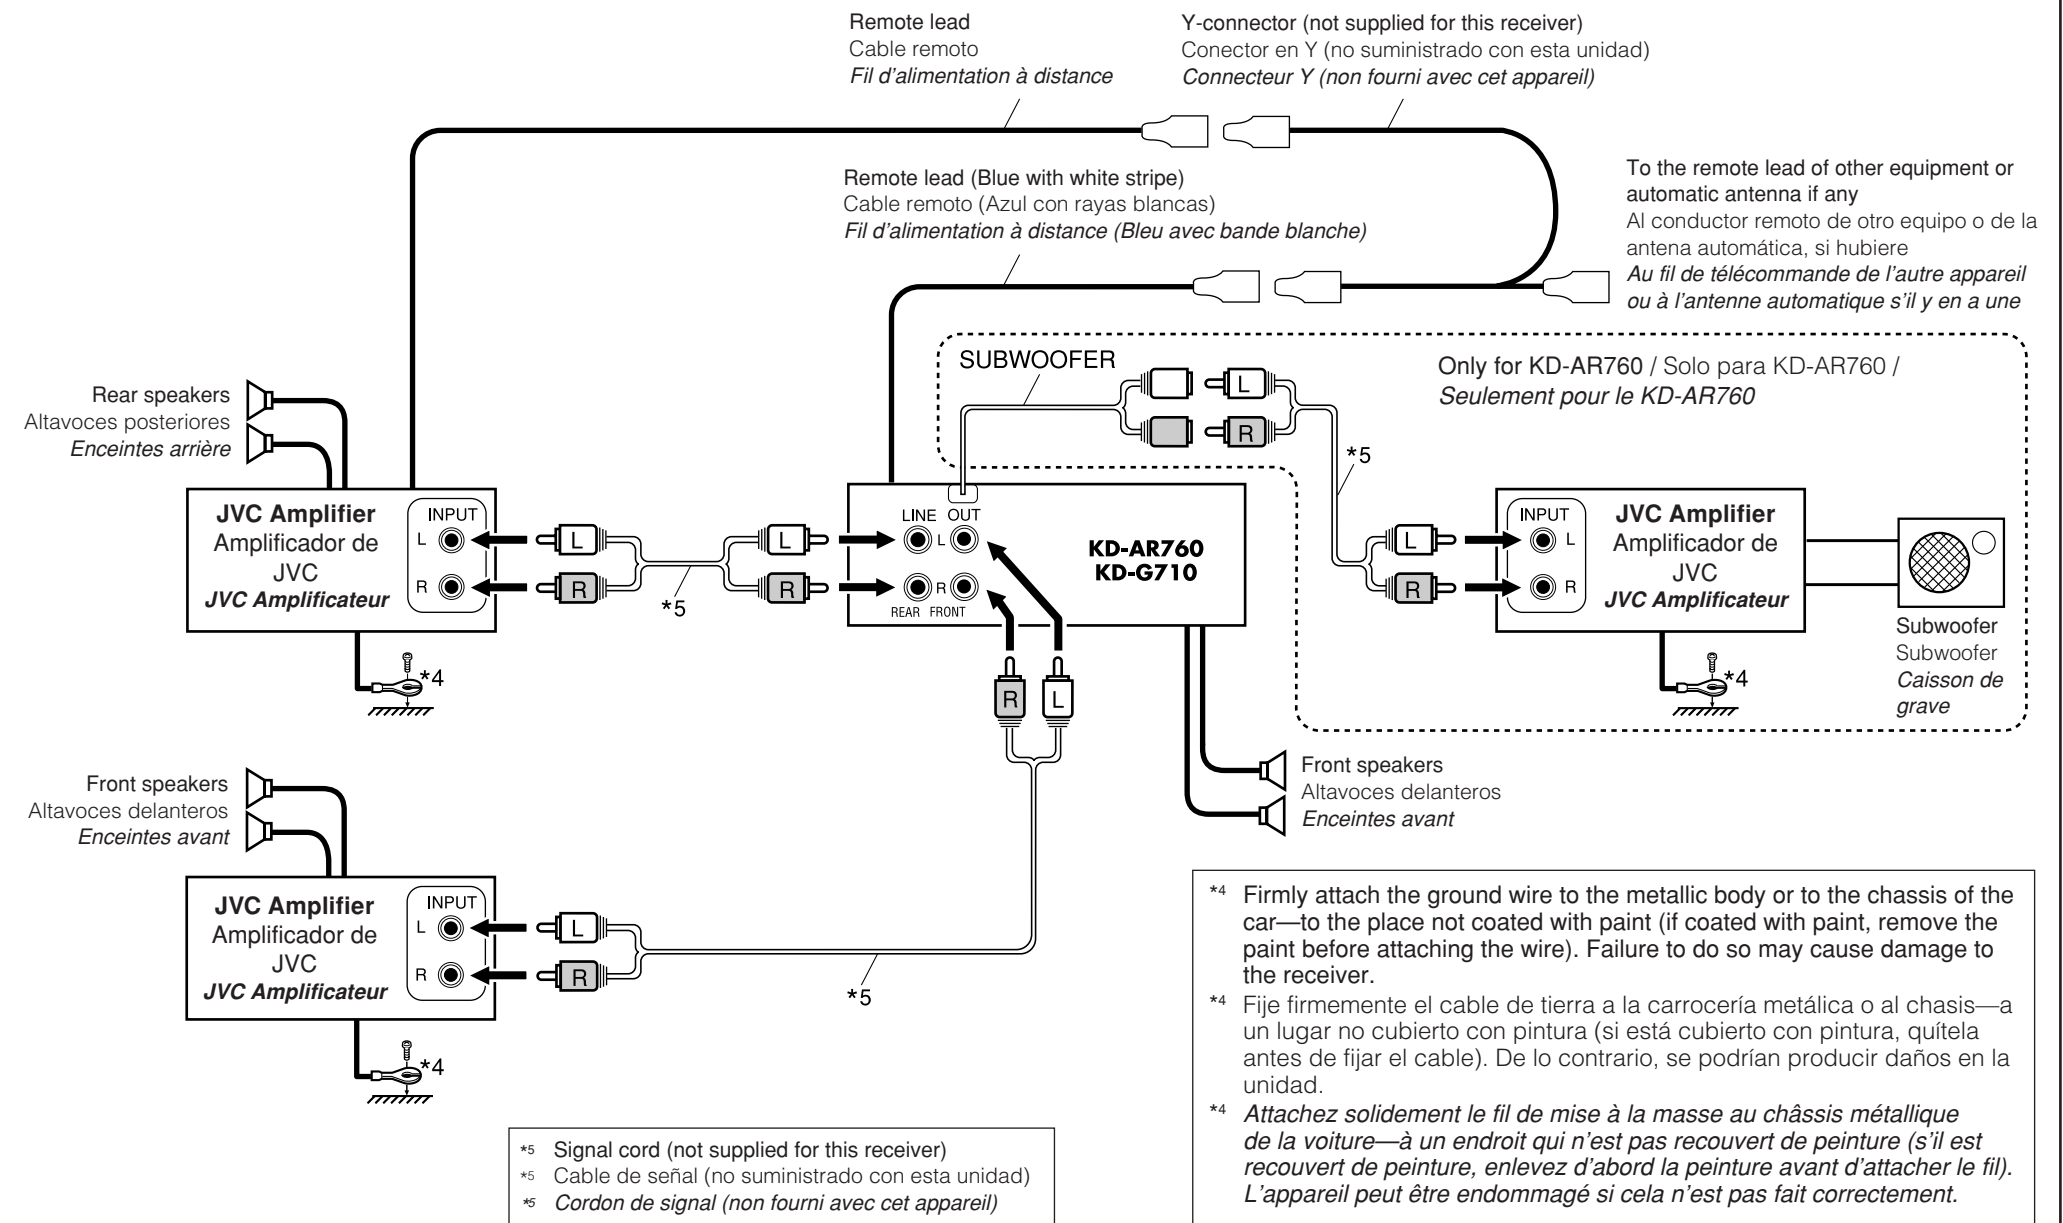 Remote lead
Cable remoto
Fil d'alimentation à distance
Y-connector (not supplied for this receiver)
Conector en Y (no suministrado con esta unidad)
Connecteur Y (non fourni avec cet appareil)
Remote lead (Blue with white stripe)
Cable remoto (Azul con rayas blancas)
Fil d'alimentation à distance (Bleu avec bande blanche)
To the remote lead of other equipment or
automatic antenna if any
Al conductor remoto de otro equipo o de la
antena automática, si hubiere
Au fil de télécommande de l'autre appareil
ou à l'antenne automatique s'il y en a une
SUBWOOFER
Only for KD-AR760 / Solo para KD-AR760 /
Seulement pour le KD-AR760
L
R
*5
Rear speakers
Altavoces posteriores
Enceintes arrière
JVC Amplifier
Amplificador de
JVC
JVC Amplificateur
INPUT
L
R
*4
L
R
*5
L
R
LINE OUT
L
R
REAR FRONT
KD-AR760
KD-G710
R
L
L
R
INPUT
L
R
JVC Amplifier
Amplificador de
JVC
JVC Amplificateur
*4
Subwoofer
Subwoofer
Caisson de
grave
Front speakers
Altavoces delanteros
Enceintes avant
Front speakers
Altavoces delanteros
Enceintes avant
JVC Amplifier
Amplificador de
JVC
JVC Amplificateur
INPUT
L
R
*4
L
R
*5
*4 Firmly attach the ground wire to the metallic body or to the chassis of the
car—to the place not coated with paint (if coated with paint, remove the
paint before attaching the wire). Failure to do so may cause damage to
the receiver.
*4 Fije firmemente el cable de tierra a la carrocería metálica o al chasis—a
un lugar no cubierto con pintura (si está cubierto con pintura, quítela
antes de fijar el cable). De lo contrario, se podrían producir daños en la
unidad.
*4 Attachez solidement le fil de mise à la masse au châssis métallique
de la voiture—à un endroit qui n'est pas recouvert de peinture (s'il est
recouvert de peinture, enlevez d'abord la peinture avant d'attacher le fil).
L'appareil peut être endommagé si cela n'est pas fait correctement.
*5 Signal cord (not supplied for this receiver)
*5 Cable de señal (no suministrado con esta unidad)
*5 Cordon de signal (non fourni avec cet appareil)